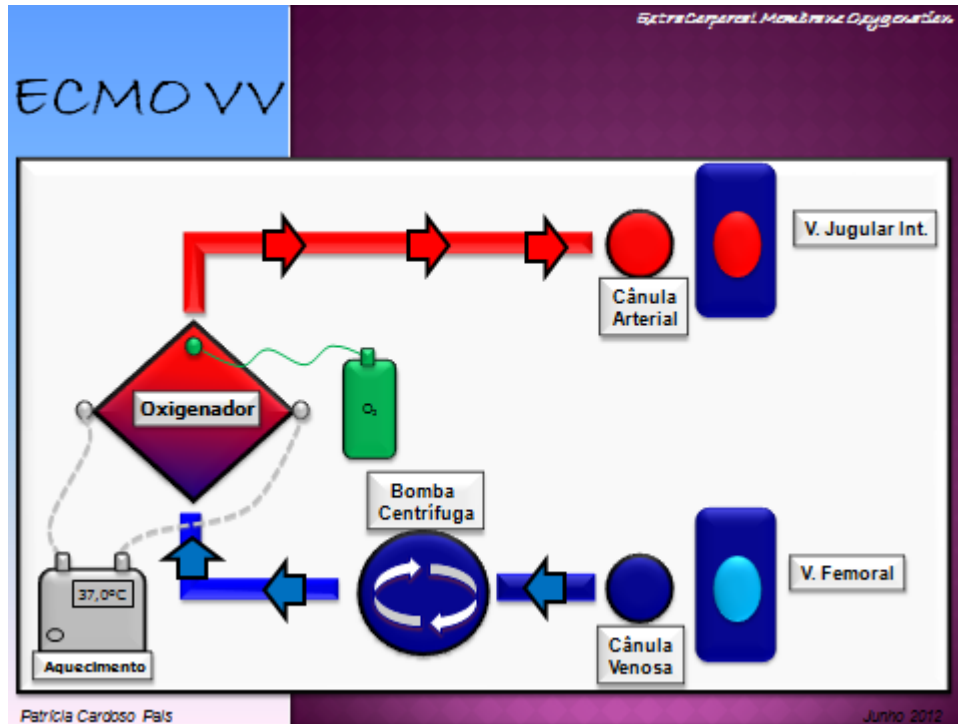 ExtraCorporeal Membrane Oxygenation
ECMO VV
V. Jugular Int.
Cânula
Arterial
Oxigenador
O₂
Bomba
Centrífuga
V. Femoral
37,0ºC
Cânula
Venosa
Aquecimento
Patrícia Cardoso Pais
Junho 2012